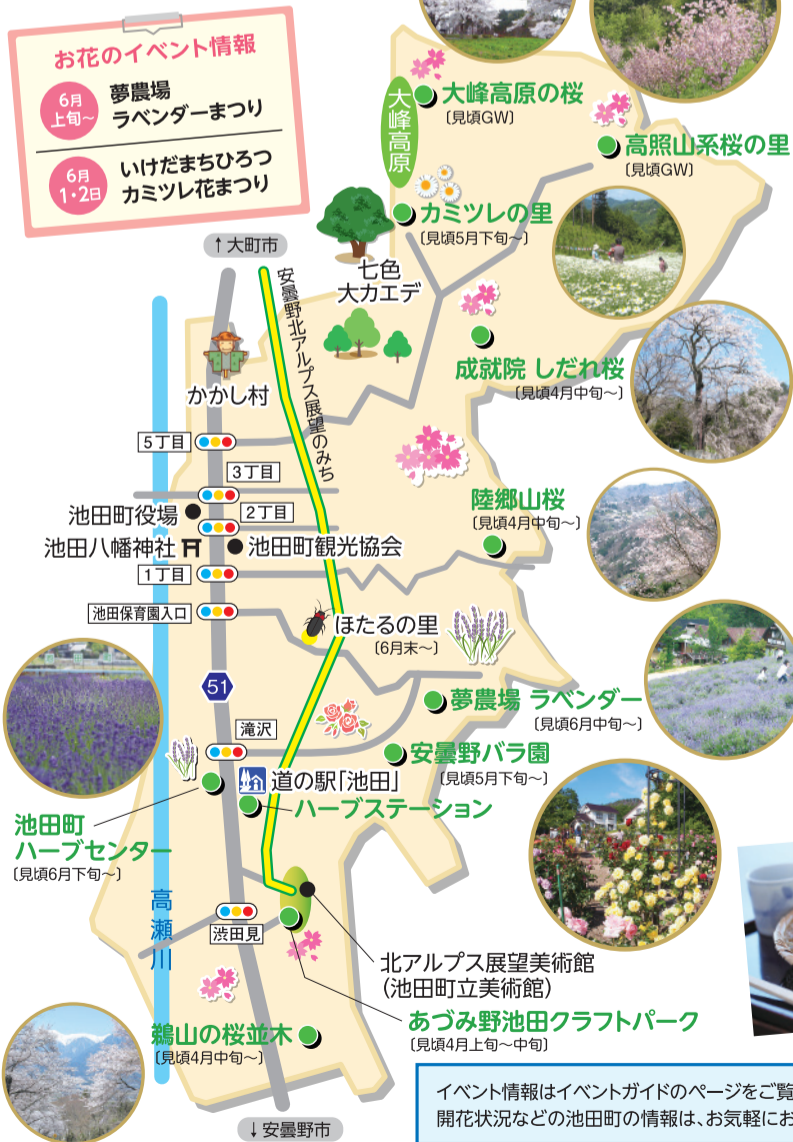 お花のイベント情報
6月
上旬～
夢農場
ラベンダーまつり
6月
1・2日
いけだまちひろつ
カミツレ花まつり
大峰高原
大峰高原の桜
〔見頃GW〕
高照山系桜の里
〔見頃GW〕
カミツレの里
〔見頃5月下旬～〕
↑大町市
七色
大カエデ
安曇野北アルプス展望のみち
成就院 しだれ桜
〔見頃4月中旬～〕
かかし村
5丁目
3丁目
陸郷山桜
〔見頃4月中旬～〕
池田町役場
2丁目
池田八幡神社
池田町観光協会
1丁目
池田保育園入口
ほたるの里
〔6月末～〕
51
夢農場 ラベンダー
〔見頃6月中旬～〕
滝沢
安曇野バラ園
〔見頃5月下旬～〕
道の駅「池田」
ハーブステーション
池田町
ハーブセンター
〔見頃6月下旬～〕
高瀬川
渋田見
北アルプス展望美術館
（池田町立美術館）
あづみ野池田クラフトパーク
〔見頃4月上旬～中旬〕
鵜山の桜並木
〔見頃4月中旬～〕
↓安曇野市
イベント情報はイベントガイドのページをご覧
開花状況などの池田町の情報は、お気軽にお